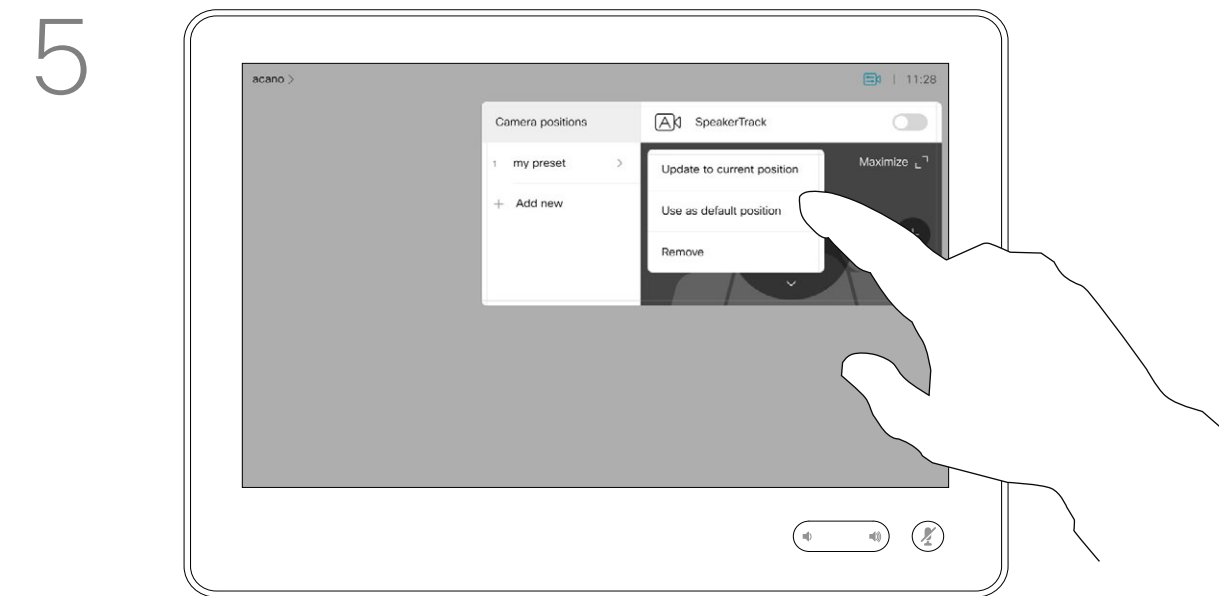 5
acano >
11:28
Camera positions
SpeakerTrack
1 my preset >
Maximize
+ Add new
Update to current position
Use as default position
Remove